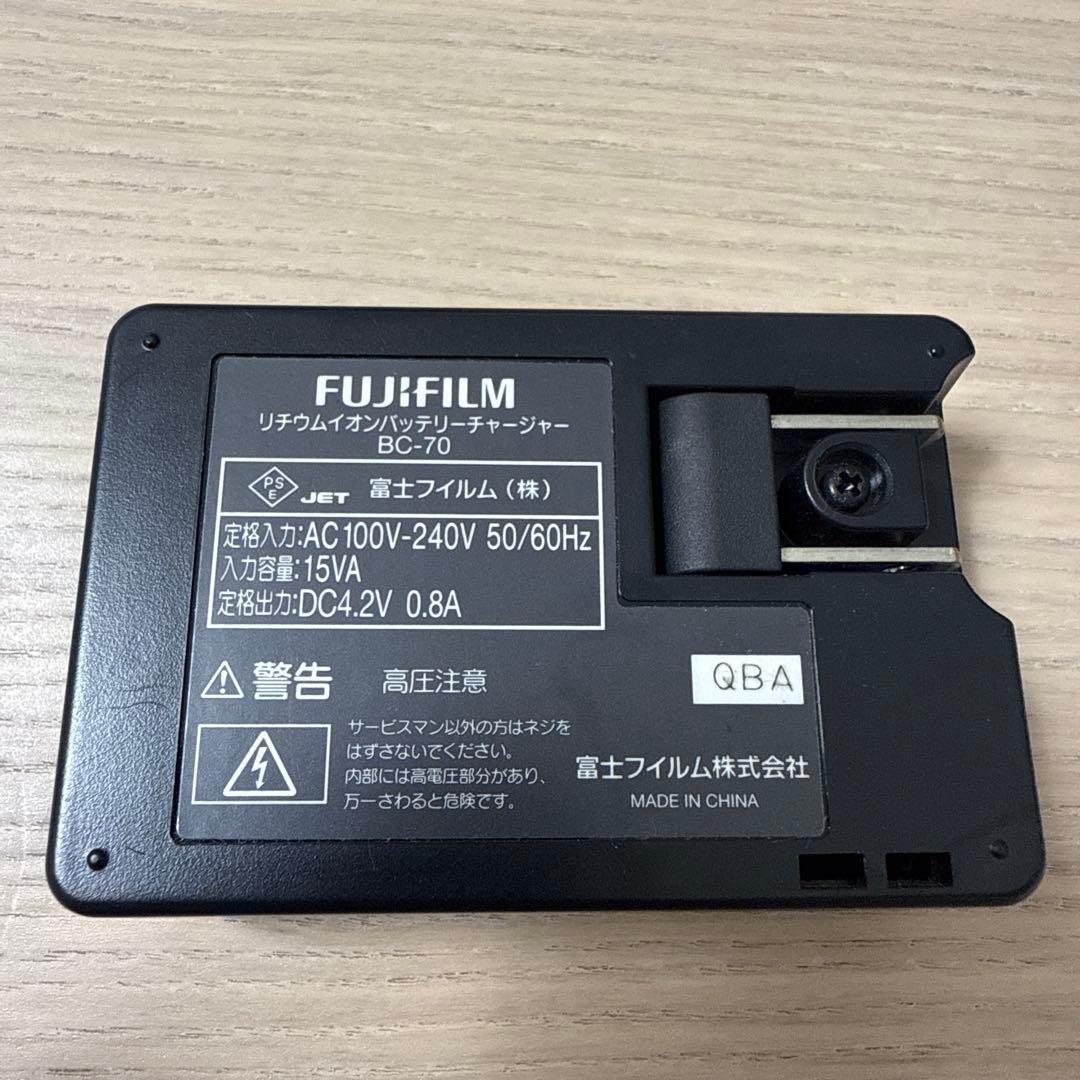 FUJIFILM
リチウムイオンバッテリーチャージャー
BC-70
PS
E
JET 富士フイルム(株)
定格入力:AC100V-240V 50/60Hz
入力容量:15VA
定格出力:DC4.2V 0.8A
警告 高圧注意
QBA
サービスマン以外の方はネジを
はずさないでください。
内部には高電圧部分があり、
万一さわると危険です。
富士フイルム株式会社
MADE IN CHINA